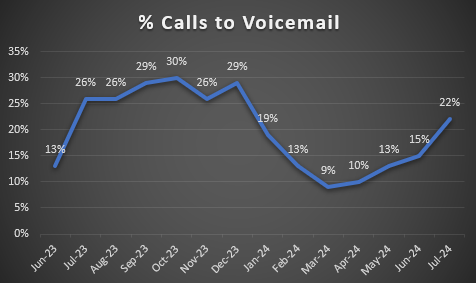 % Calls to Voicemail
35%
30%
25%
20%
15%
10%
5%
0%
13%
26%
26%
29%
30%
26%
29%
19%
13%
9%
10%
13%
15%
22%
Jun-23
Jul-23
Aug-23
Sep-23
Oct-23
Nov-23
Dec-23
Jan-24
Feb-24
Mar-24
Apr-24
May-24
Jun-24
Jul-24